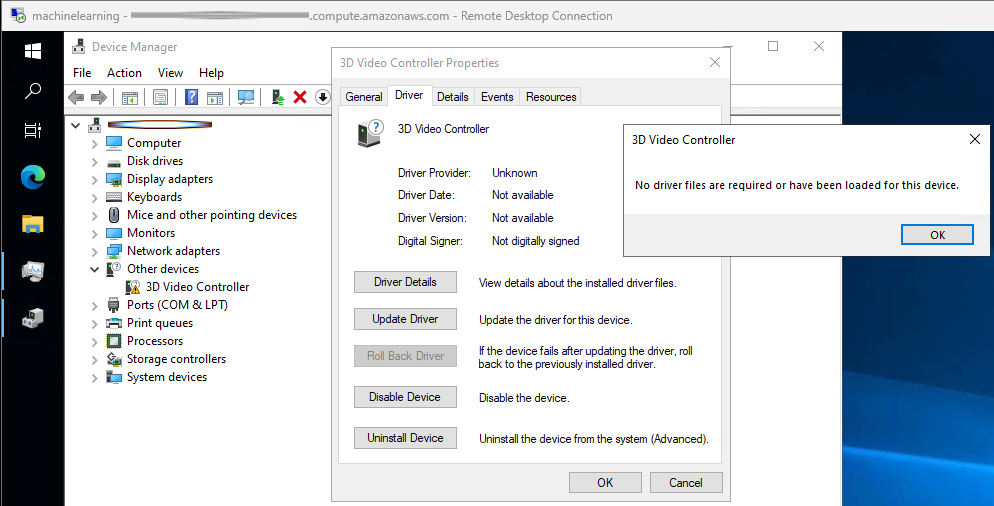 machinelearning - .compute.amazonaws.com - Remote Desktop Connection
Device Manager
File Action View Help
Computer
Disk drives
Display adapters
Keyboards
Mice and other pointing devices
Monitors
Network adapters
Other devices
3D Video Controller
Ports (COM & LPT)
Print queues
Processors
Storage controllers
System devices
3D Video Controller Properties
General Driver Details Events Resources
3D Video Controller
Driver Provider: Unknown
Driver Date: Not available
Driver Version: Not available
Digital Signer: Not digitally signed
Driver Details View details about the installed driver files.
Update Driver Update the driver for this device.
Roll Back Driver If the device fails after updating the driver, roll
back to the previously installed driver.
Disable Device Disable the device.
Uninstall Device Uninstall the device from the system (Advanced).
OK Cancel
3D Video Controller
No driver files are required or have been loaded for this device.
OK